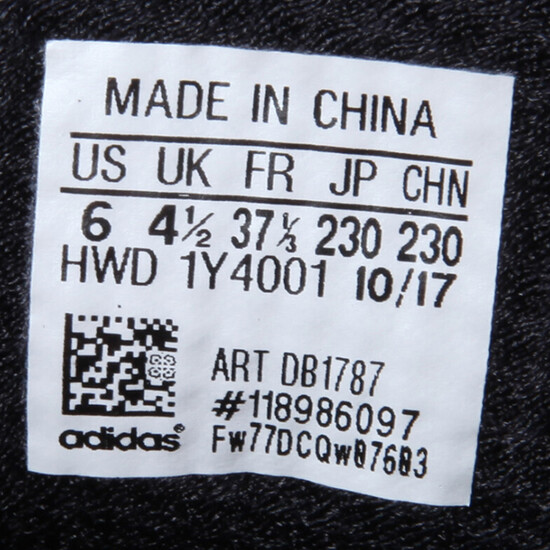 MADE IN CHINA
US UK FR JP CHN
6 4½ 37⅓ 230 230
HWD 1Y4001 10/17
ART DB1787
#118986097
adidas®